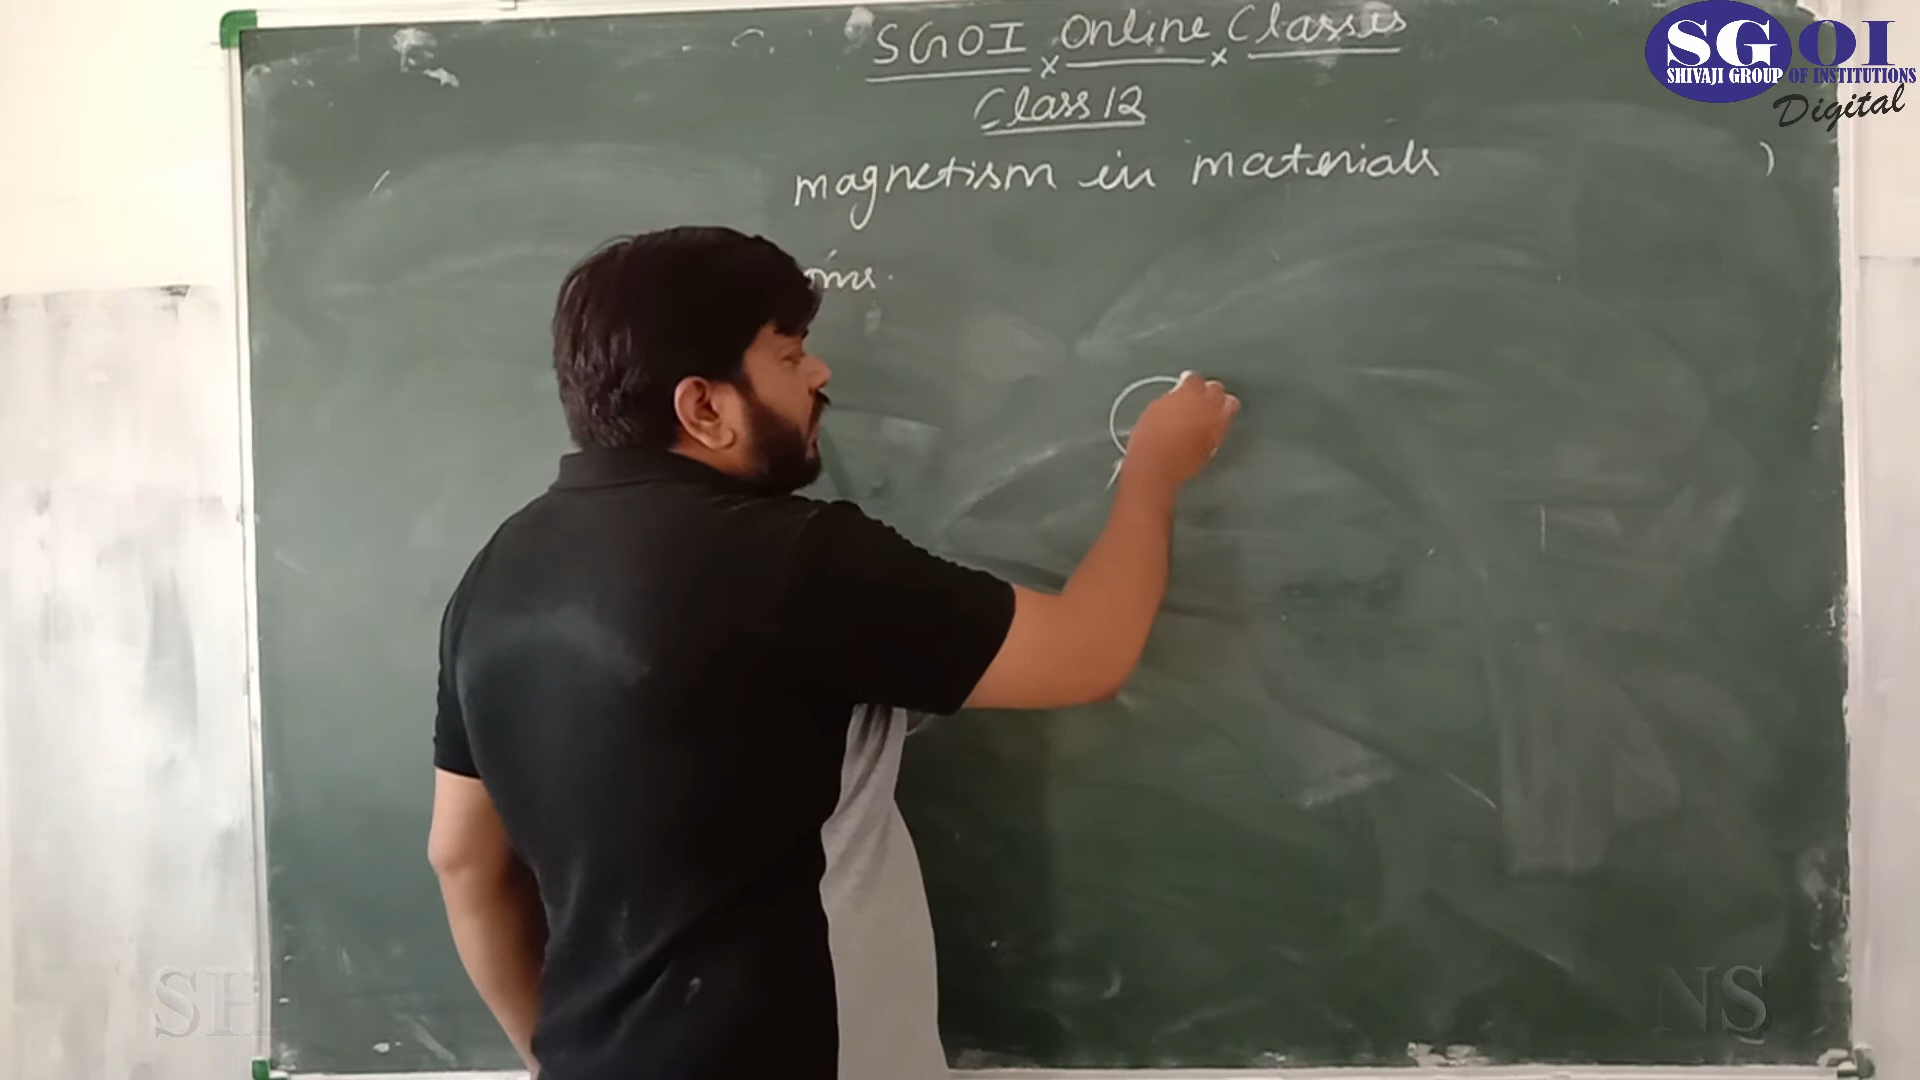 SGOI Online Classes
Class 12
magnetism in materials
SGOI
SHIVAJI GROUP OF INSTITUTIONS
Digital